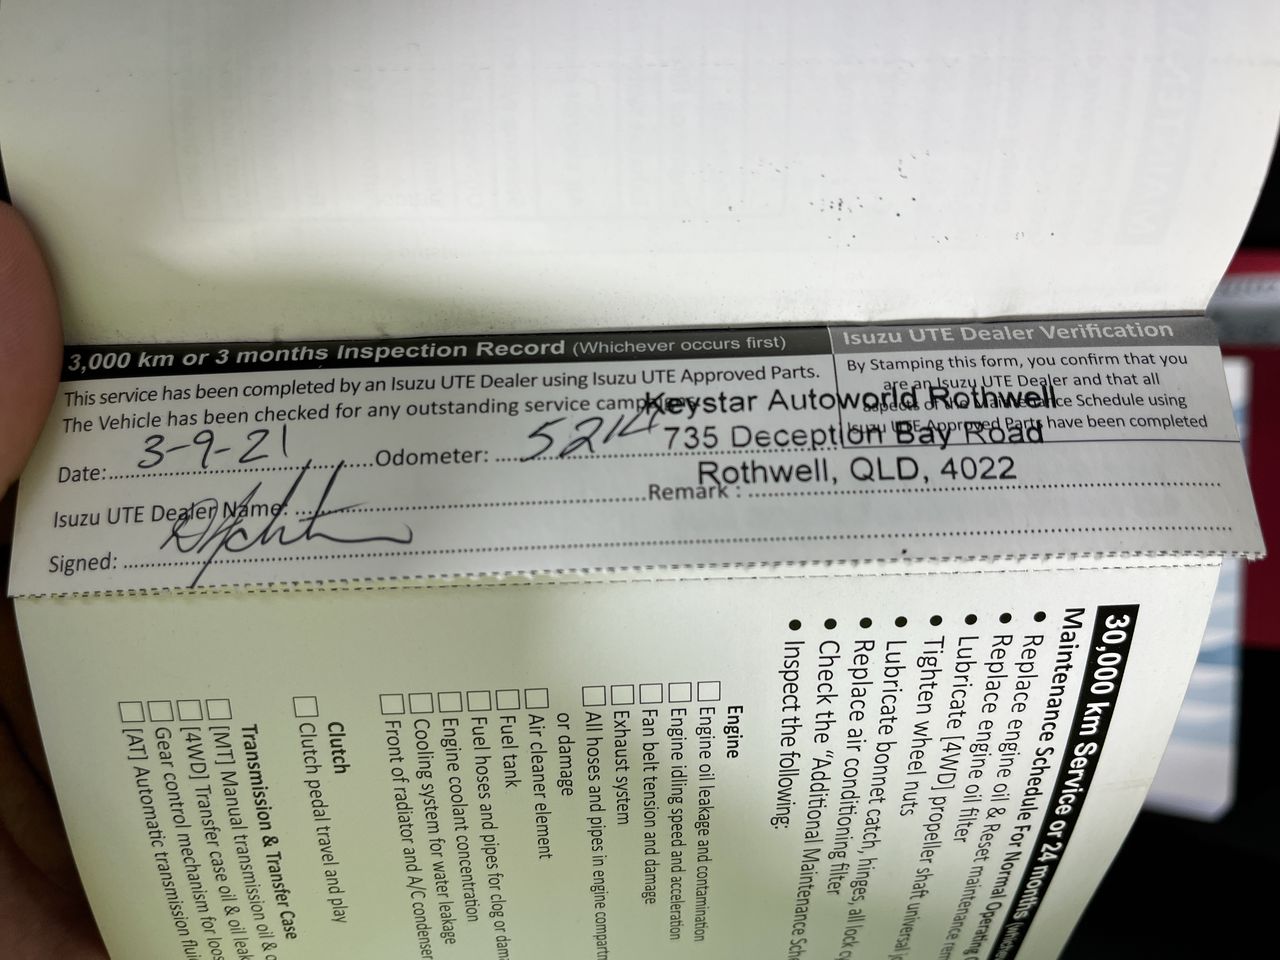 3,000 km or 3 months Inspection Record (Whichever occurs first)
This service has been completed by an Isuzu UTE Dealer using Isuzu UTE Approved Parts.
The Vehicle has been checked for any outstanding service
Date: 3-9-21 Odometer: 5214
Isuzu UTE Dealer Name:
Remark :
Signed:
Isuzu UTE Dealer Verification
By Stamping this form, you confirm that you
are an Isuzu UTE Dealer and that all
aspects of the Maintenance Schedule using
Isuzu UTE Approved Parts have been completed
Keystar Autoworld Rothwell
735 Deception Bay Road
Rothwell, QLD, 4022
30,000 km Service or 24 months
Maintenance Schedule For Normal Operating
• Replace engine oil & Reset maintenance
• Replace engine oil filter
• Lubricate [4WD] propeller shaft
• Tighten wheel nuts
• Lubricate bonnet catch, hinges, all lock
• Replace air conditioning filter
• Check the "Additional Maintenance
• Inspect the following:
Engine
Engine oil leakage and contamination
Engine idling speed and acceleration
Fan belt tension and damage
Exhaust system
All hoses and pipes in engine
or damage
Air cleaner element
Fuel tank
Fuel hoses and pipes for clog or
Engine coolant concentration
Cooling system for water leakage
Front of radiator and A/C condenser
Clutch
Clutch pedal travel and play
Transmission & Transfer Case
[MT] Manual transmission oil &
[4WD] Transfer case oil & oil
Gear control mechanism for
[AT] Automatic transmission